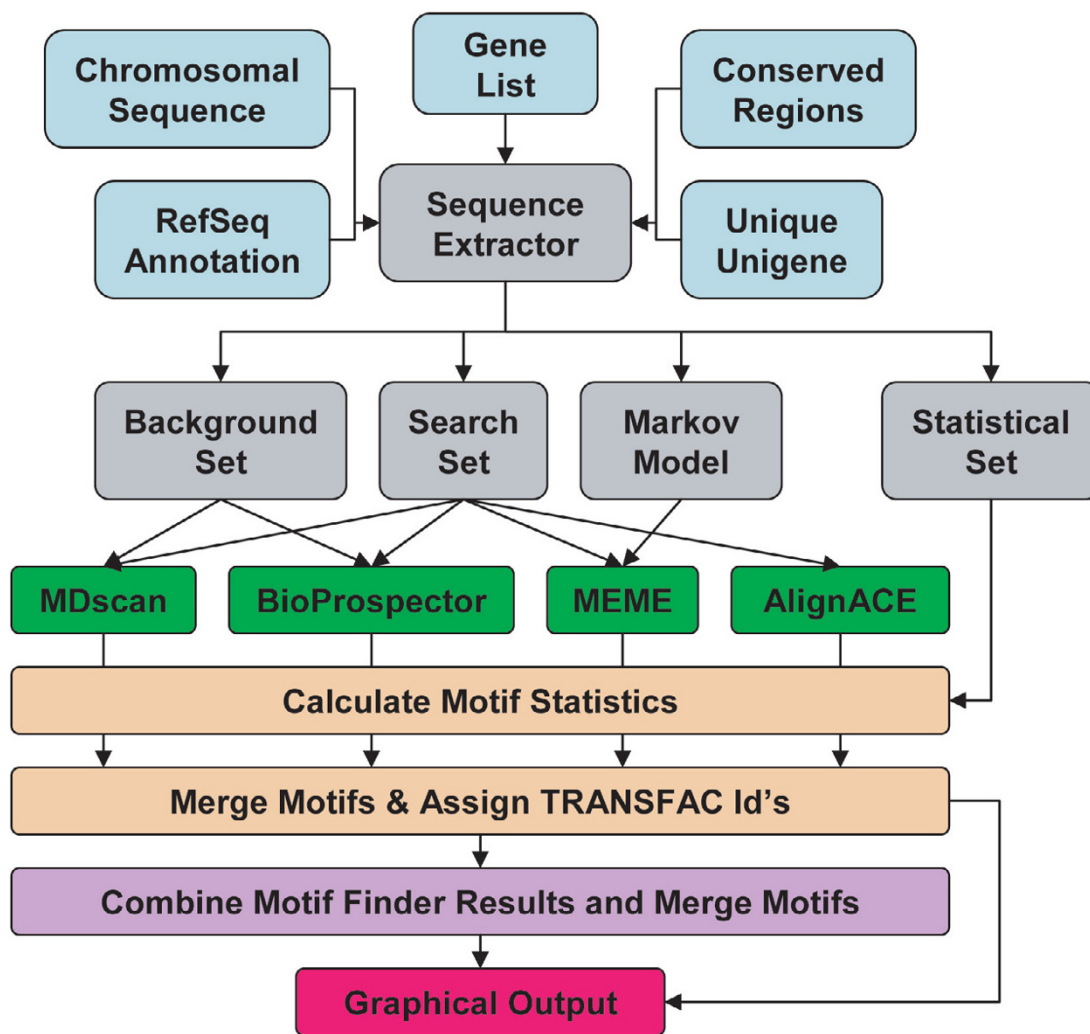 Chromosomal
Sequence
Gene
List
Conserved
Regions
RefSeq
Annotation
Sequence
Extractor
Unique
Unigene
Background
Set
Search
Set
Markov
Model
Statistical
Set
MDscan
BioProspector
MEME
AlignACE
Calculate Motif Statistics
Merge Motifs & Assign TRANSFAC Id's
Combine Motif Finder Results and Merge Motifs
Graphical Output